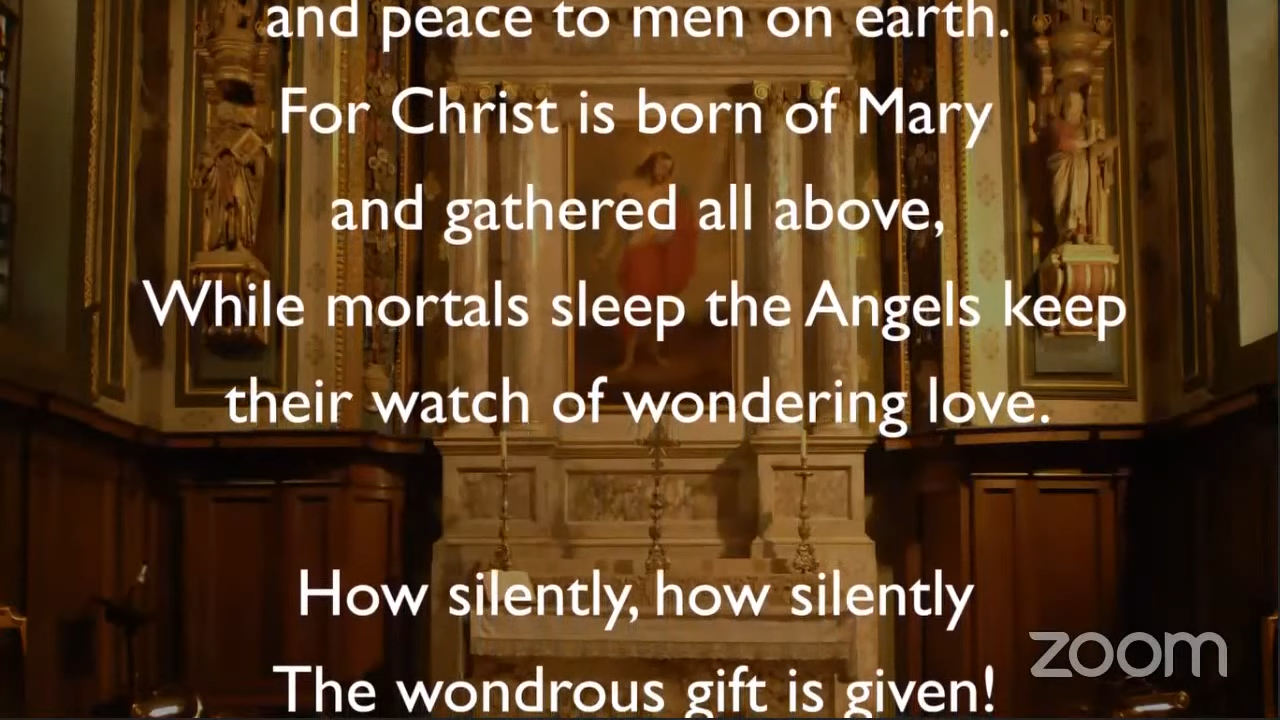 and peace to men on earth.
For Christ is born of Mary
and gathered all above,
While mortals sleep the Angels keep
their watch of wondering love.
How silently, how silently
The wondrous gift is given!
zoom